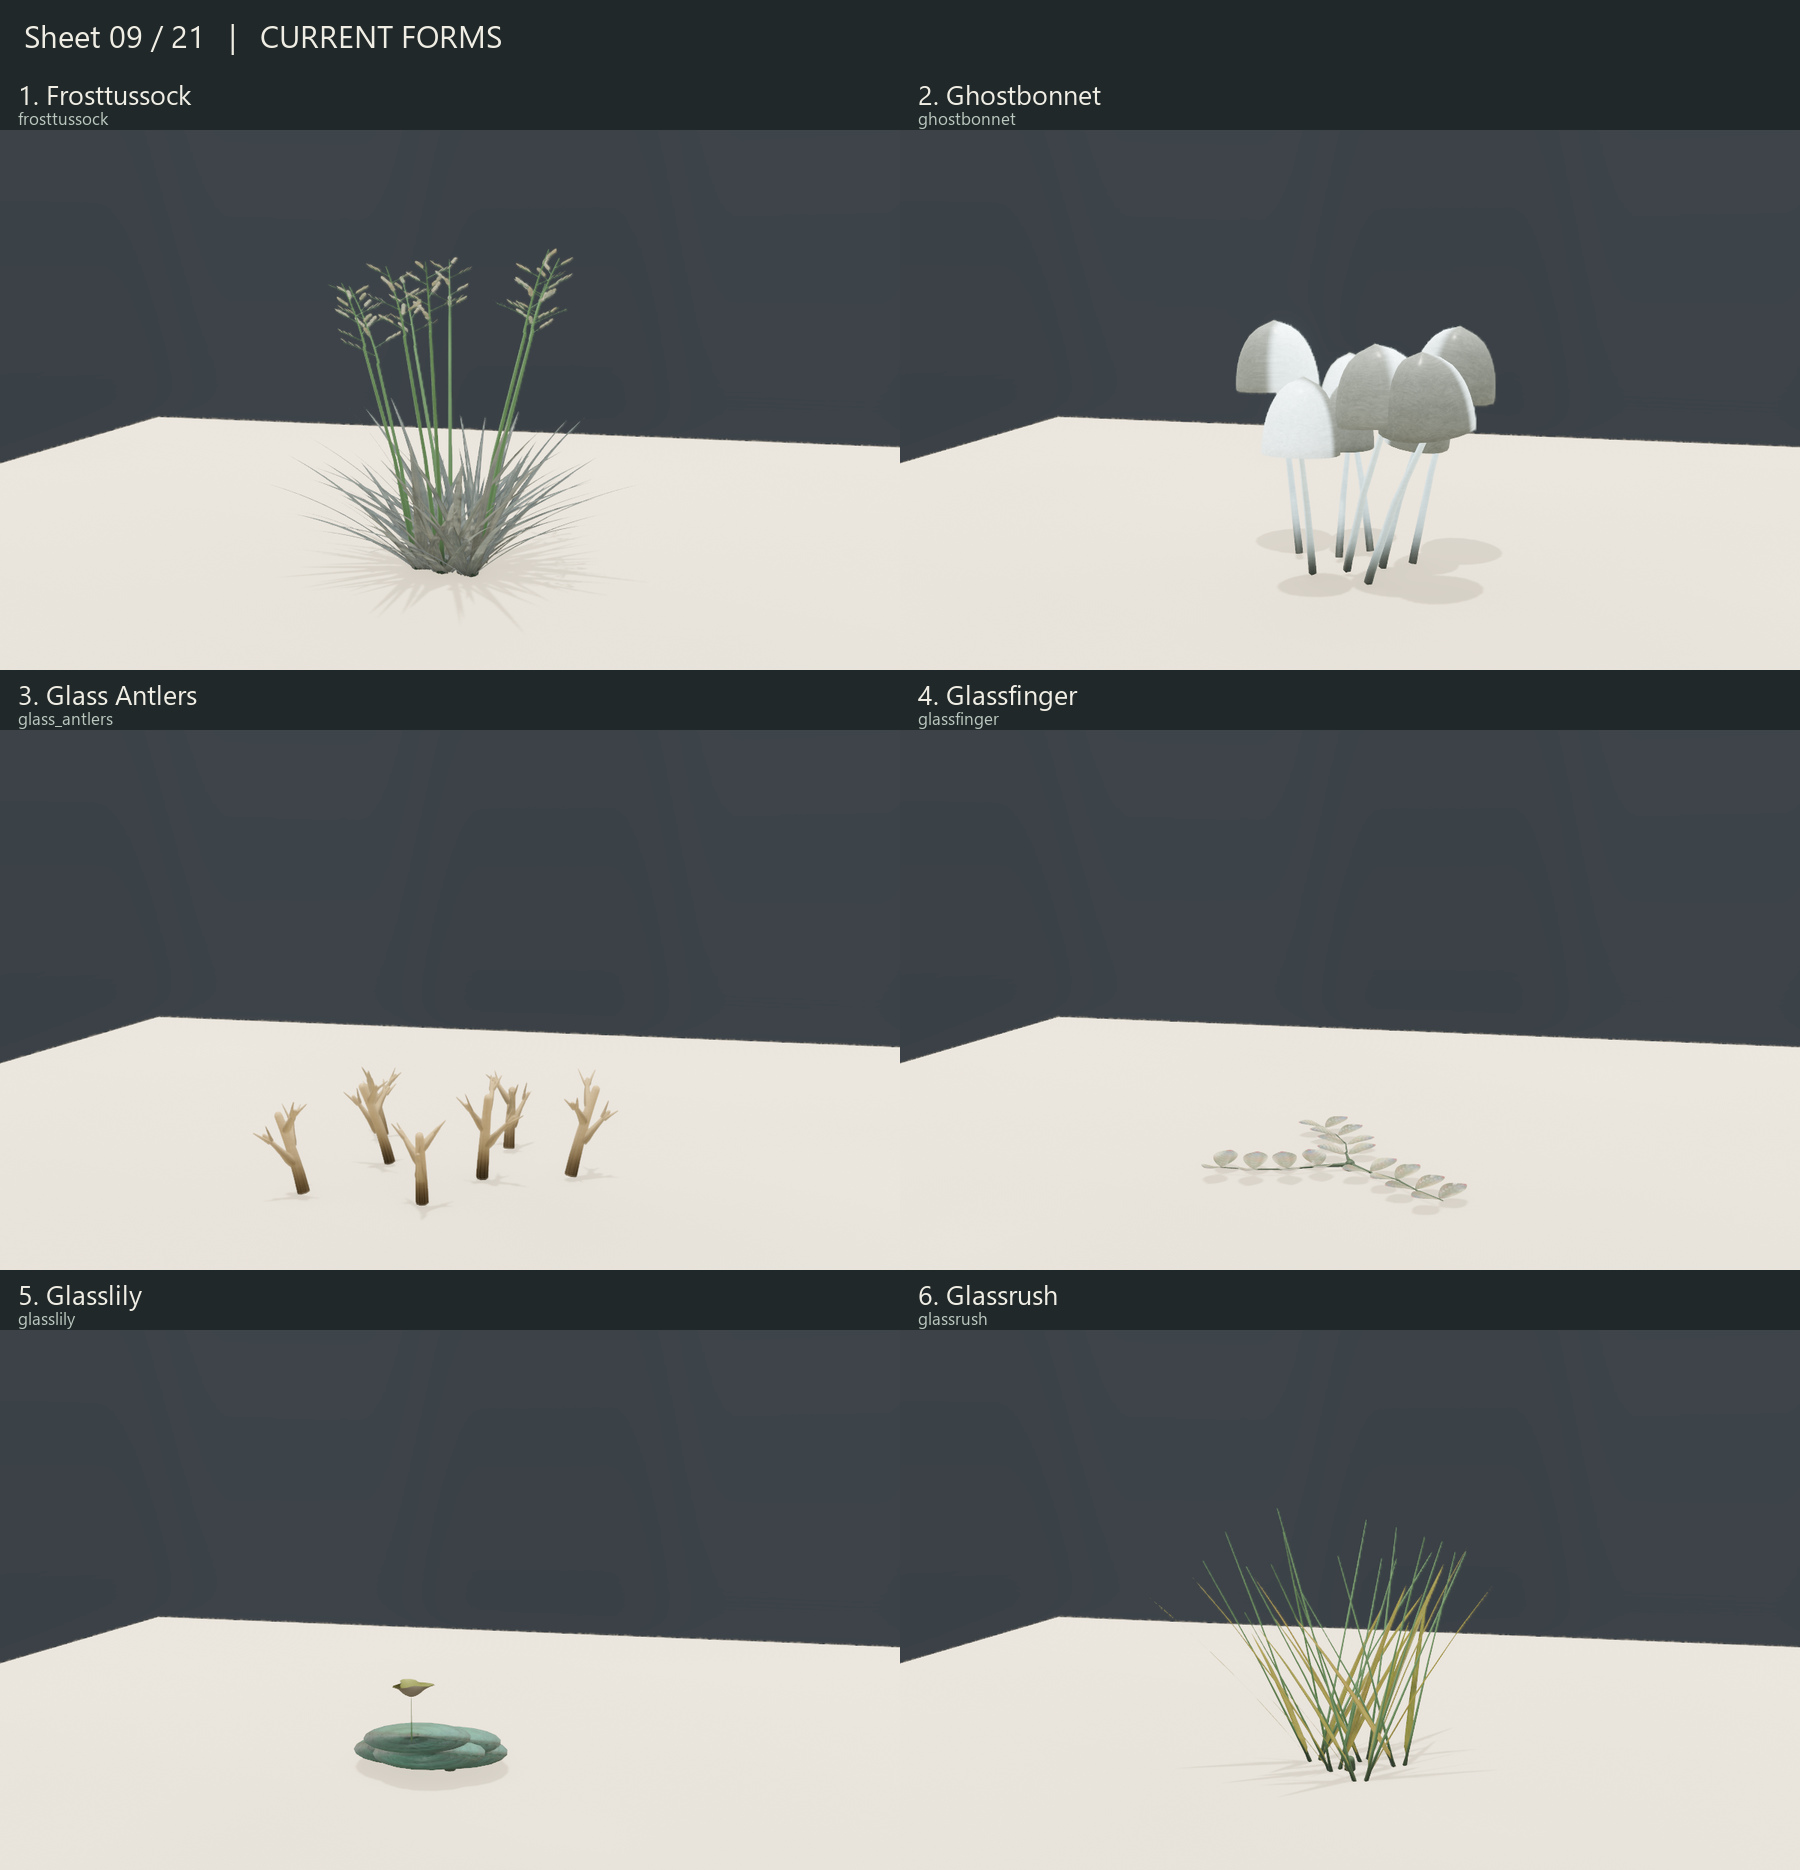 Sheet 09 / 21 | CURRENT FORMS
1. Frosttussock
frosttussock
2. Ghostbonnet
ghostbonnet
3. Glass Antlers
glass_antlers
4. Glassfinger
glassfinger
5. Glasslily
glasslily
6. Glassrush
glassrush